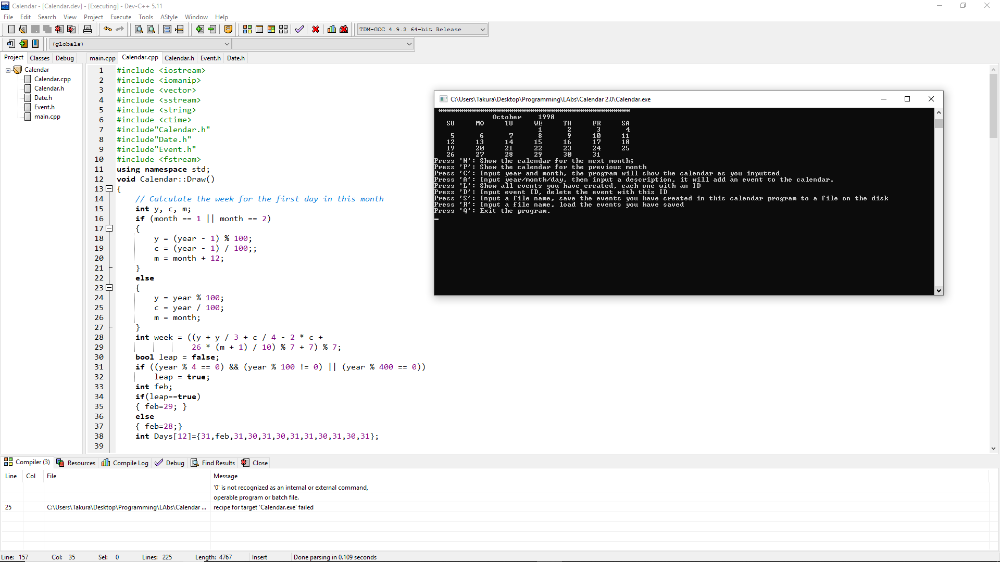 Calendar - [Calendar.dev] - [Executing] - Dev-C++ 5.11
File Edit Search View Project Execute Tools AStyle Window Help
TDM-GCC 4.9.2 64-bit Release
(globals)
Project Classes Debug
main.cpp Calendar.cpp Calendar.h Event.h Date.h
Calendar
Calendar.cpp
Calendar.h
Date.h
Event.h
main.cpp
1 #include <iostream>
2 #include <iomanip>
3 #include <vector>
4 #include <sstream>
5 #include <string>
6 #include <ctime>
7 #include"Calendar.h"
8 #include"Date.h"
9 #include"Event.h"
10 #include <fstream>
11 using namespace std;
12 void Calendar::Draw()
13 {
14 // Calculate the week for the first day in this month
15 int y, c, m;
16 if (month == 1 || month == 2)
17 {
18 y = (year - 1) % 100;
19 c = (year - 1) / 100;;
20 m = month + 12;
21 }
22 else
23 {
24 y = year % 100;
25 c = year / 100;
26 m = month;
27 }
28 int week = ((y + y / 3 + c / 4 - 2 * c +
29 26 * (m + 1) / 10) % 7 + 7) % 7;
30 bool leap = false;
31 if ((year % 4 == 0) && (year % 100 != 0) || (year % 400 == 0))
32 leap = true;
33 int feb;
34 if(leap==true)
35 { feb=29; }
36 else
37 { feb=28;}
38 int Days[12]={31,feb,31,30,31,30,31,31,30,31,30,31};
39
C:\Users\Takura\Desktop\Programming\LAbs\Calendar 2.0\Calendar.exe
**********************************************
October 1998
SU MO TU WE TH FR SA
1 2 3 4
5 6 7 8 9 10 11
12 13 14 15 16 17 18
19 20 21 22 23 24 25
26 27 28 29 30 31
Press 'N': Show the calendar for the next month;
Press 'P': Show the calendar for the previous month
Press 'C': Input year and month, the program will show the calendar as you inputted
Press 'A': Input year/month/day, then input a description, it will add an event to the calendar.
Press 'L': Show all events you have created, each one with an ID
Press 'D': Input event ID, delete the event with this ID
Press 'S': Input a file name, save the events you have created in this calendar program to a file on the disk
Press 'R': Input a file name, load the events you have saved
Press 'Q': Exit the program.
Compiler (3) Resources Compile Log Debug Find Results Close
Line Col File Message
'0' is not recognized as an internal or external command,
operable program or batch file.
25 C:\Users\Takura\Desktop\Programming\LAbs\Calendar ... recipe for target 'Calendar.exe' failed
Line: 157 Col: 35 Sel: 0 Lines: 225 Length: 4767 Insert Done parsing in 0.109 seconds